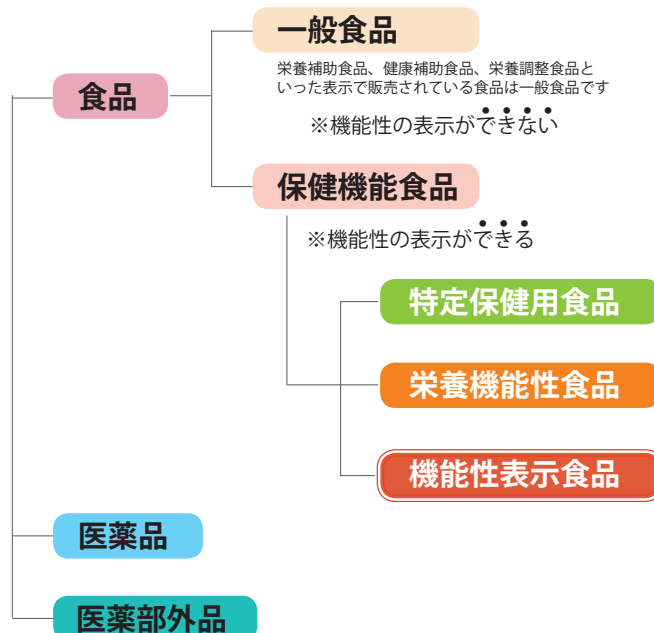 一般食品
栄養補助食品、健康補助食品、栄養調整食品と
いった表示で販売されている食品は一般食品です
食品
※機能性の表示ができない
保健機能食品
※機能性の表示ができる
特定保健用食品
栄養機能性食品
機能性表示食品
医薬品
医薬部外品